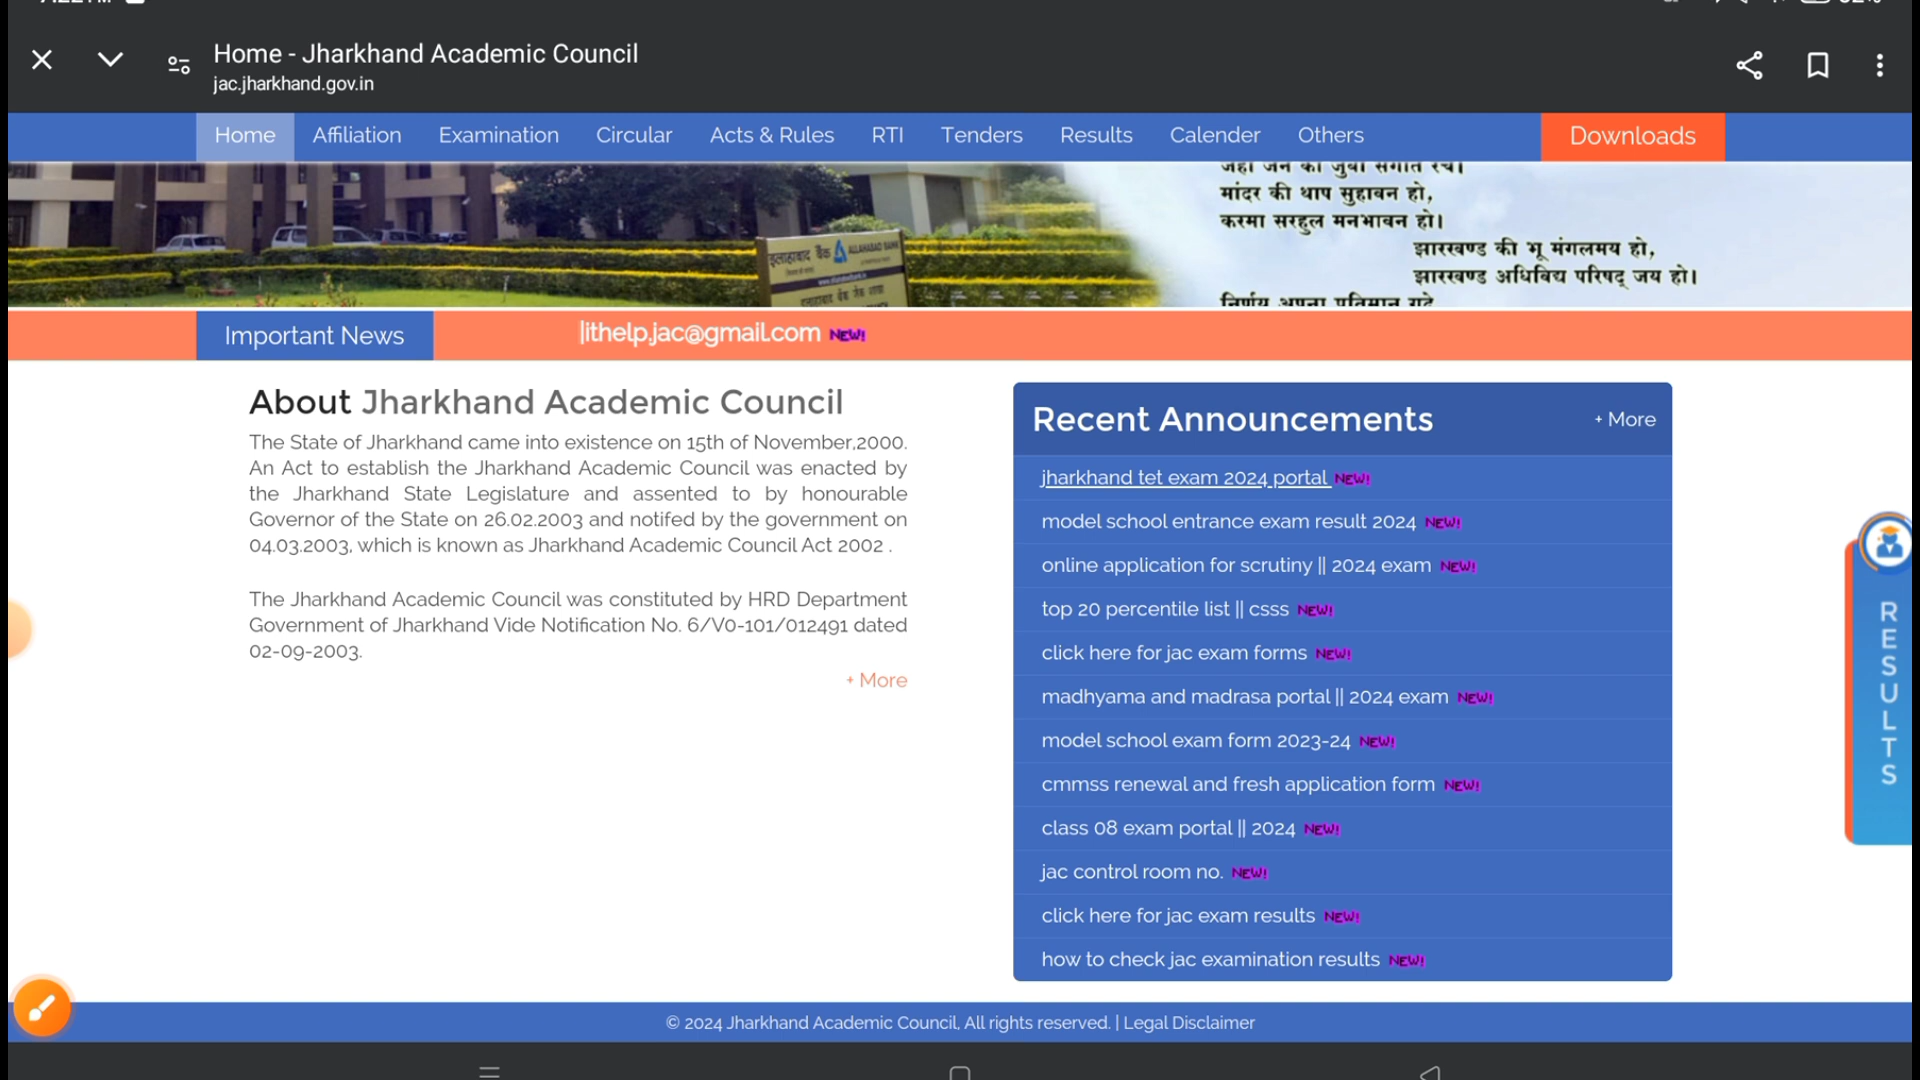 Home - Jharkhand Academic Council
jac.jharkhand.gov.in
Home Affiliation Examination Circular Acts & Rules RTI Tenders Results Calender Others Downloads
मांदर की थाप सुहावन हो,
करमा सरहुल मनभावन हो।
झारखण्ड की भू मंगलमय हो,
झारखण्ड अधिविद्य परिषद् जय हो।
इलाहाबाद बैंक ALLAHABAD BANK
Important News
|ithelp.jac@gmail.com NEW!
About Jharkhand Academic Council
The State of Jharkhand came into existence on 15th of November,2000.
An Act to establish the Jharkhand Academic Council was enacted by
the Jharkhand State Legislature and assented to by honourable
Governor of the State on 26.02.2003 and notifed by the government on
04.03.2003, which is known as Jharkhand Academic Council Act 2002 .
The Jharkhand Academic Council was constituted by HRD Department
Government of Jharkhand Vide Notification No. 6/V0-101/012491 dated
02-09-2003.
+ More
Recent Announcements
+ More
jharkhand tet exam 2024 portal NEW!
model school entrance exam result 2024 NEW!
online application for scrutiny || 2024 exam NEW!
top 20 percentile list || csss NEW!
click here for jac exam forms NEW!
madhyama and madrasa portal || 2024 exam NEW!
model school exam form 2023-24 NEW!
cmmss renewal and fresh application form NEW!
class 08 exam portal || 2024 NEW!
jac control room no. NEW!
click here for jac exam results NEW!
how to check jac examination results NEW!
RESULTS
© 2024 Jharkhand Academic Council, All rights reserved. | Legal Disclaimer